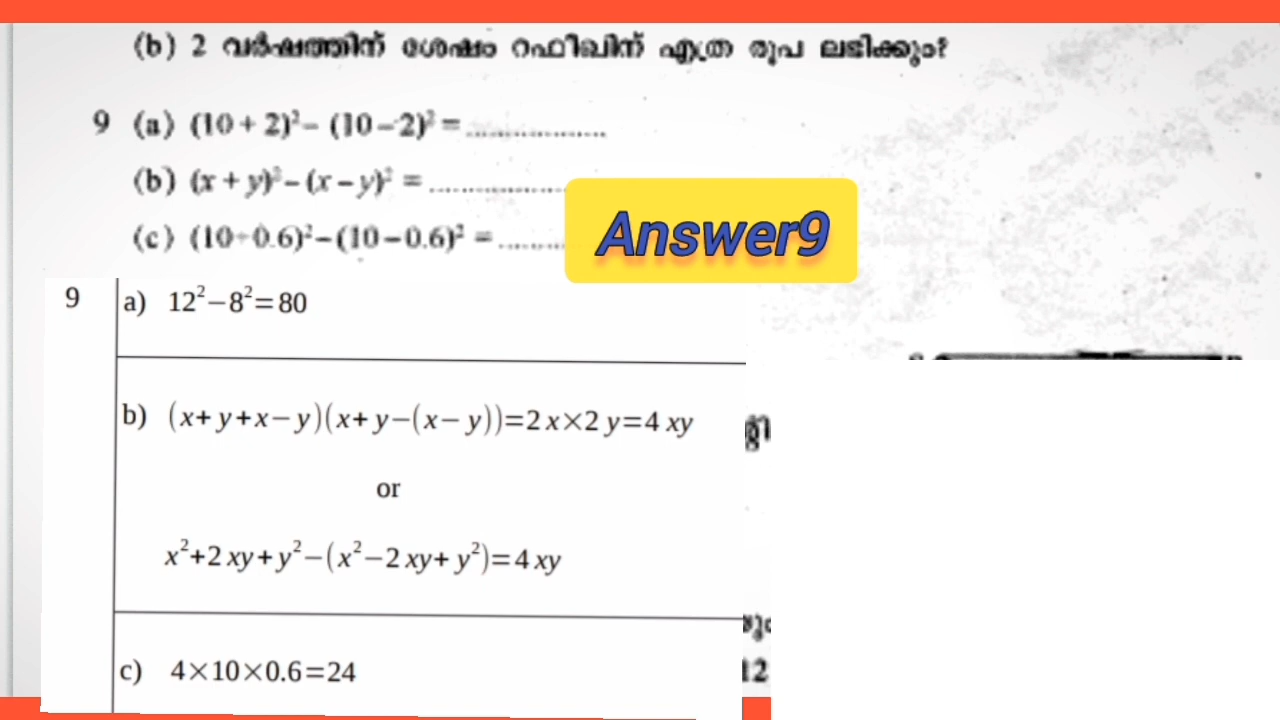 (b) 2 വർഷത്തിന് ശേഷം റഫീഖിന് എത്ര രൂപ ലഭിക്കും?
9 (a) (10 + 2)² – (10 – 2)² = ................
(b) (x + y)² – (x – y)² = ................
(c) (10+0.6)² – (10 – 0.6)² = ........
Answer9
9 a) 12²−8²=80
b) (x+y+x−y)(x+y−(x−y))=2x×2y=4xy
or
x²+2xy+y²−(x²−2xy+y²)=4xy
c) 4×10×0.6=24
12